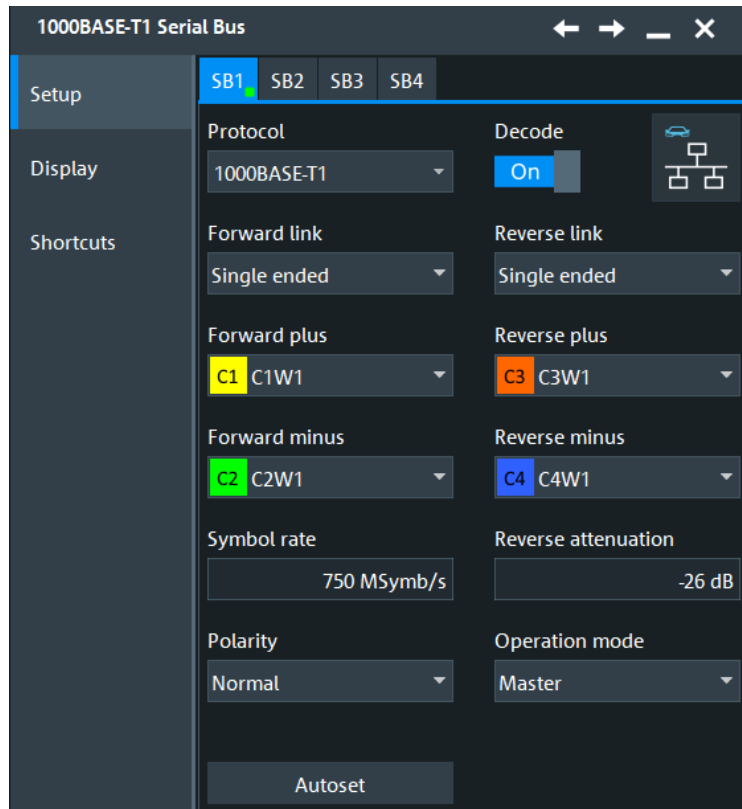 1000BASE-T1 Serial Bus
Setup
Display
Shortcuts
SB1 SB2 SB3 SB4
Protocol Decode
1000BASE-T1 On
Forward link Reverse link
Single ended Single ended
Forward plus Reverse plus
C1 C1W1 C3 C3W1
Forward minus Reverse minus
C2 C2W1 C4 C4W1
Symbol rate Reverse attenuation
750 MSymb/s -26 dB
Polarity Operation mode
Normal Master
Autoset